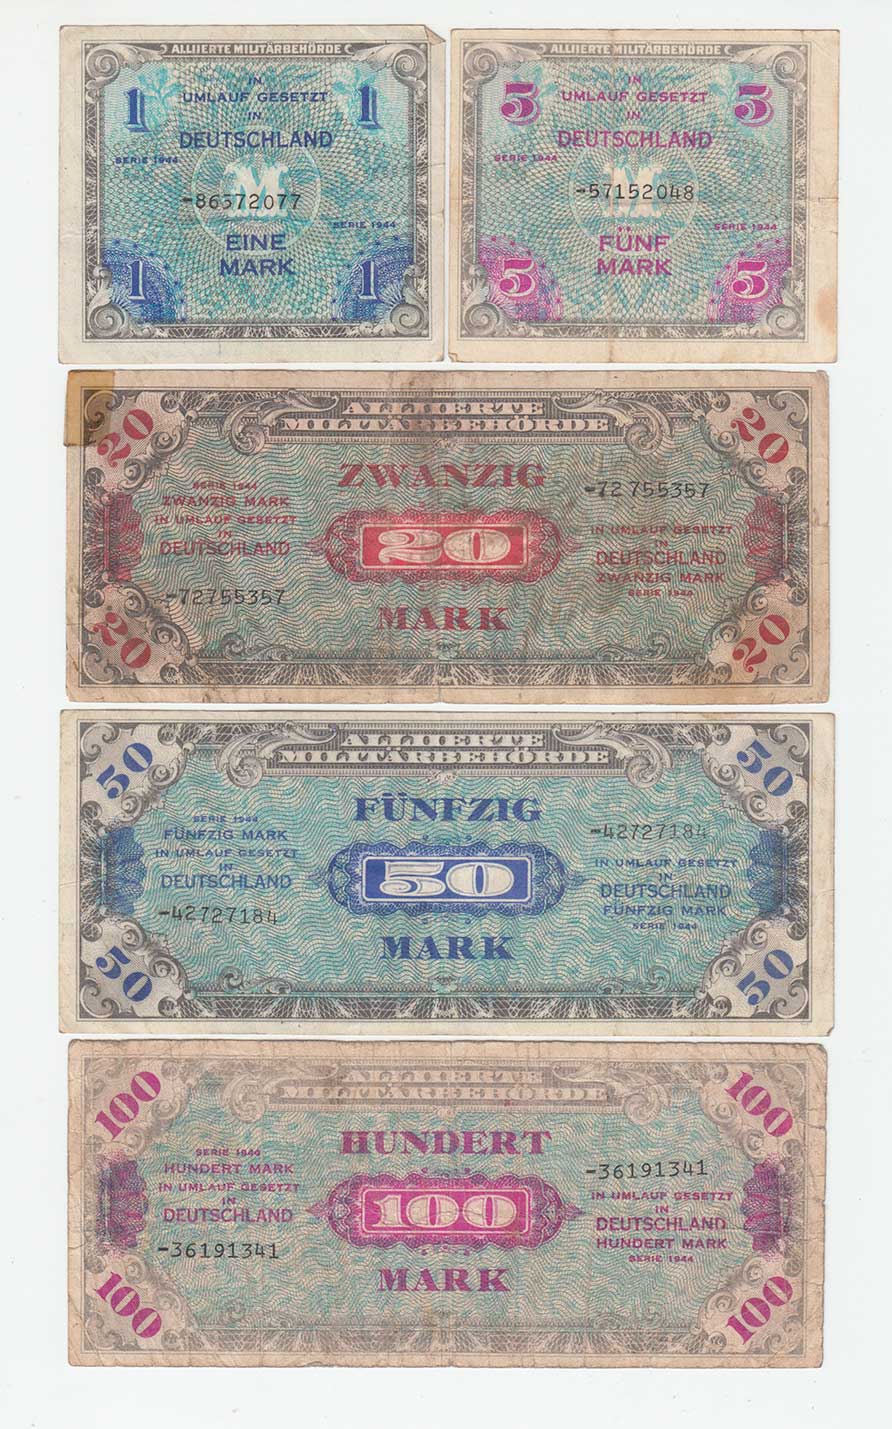 ALLIIERTE MILITÄRBEHÖRDE
1 1
IN
UMLAUF GESETZT
IN
DEUTSCHLAND
SERIE 1944
M
-86372077
SERIE 1944
EINE
MARK
1 1
ALLIIERTE MILITÄRBEHÖRDE
5 5
IN
UMLAUF GESETZT
IN
DEUTSCHLAND
SERIE 1944
M
-57152048
SERIE 1944
FÜNF
MARK
5 5
ALLIIERTE
MILITÄRBEHÖRDE
20 20
ZWANZIG
SERIE 1944
ZWANZIG MARK
IN UMLAUF GESETZT
IN
DEUTSCHLAND
-72755357
20
MARK
-72755357
IN UMLAUF GESETZT
IN
DEUTSCHLAND
ZWANZIG MARK
SERIE 1944
20 20
ALLIIERTE
MILITÄRBEHÖRDE
50 50
FÜNFZIG
SERIE 1944
FÜNFZIG MARK
IN UMLAUF GESETZT
IN
DEUTSCHLAND
-42727184
50
MARK
-42727184
IN UMLAUF GESETZT
IN
DEUTSCHLAND
FÜNFZIG MARK
SERIE 1944
50 50
ALLIIERTE
MILITÄRBEHÖRDE
100 100
HUNDERT
SERIE 1944
HUNDERT MARK
IN UMLAUF GESETZT
IN
DEUTSCHLAND
-36191341
100
MARK
-36191341
IN UMLAUF GESETZT
IN
DEUTSCHLAND
HUNDERT MARK
SERIE 1944
100 100